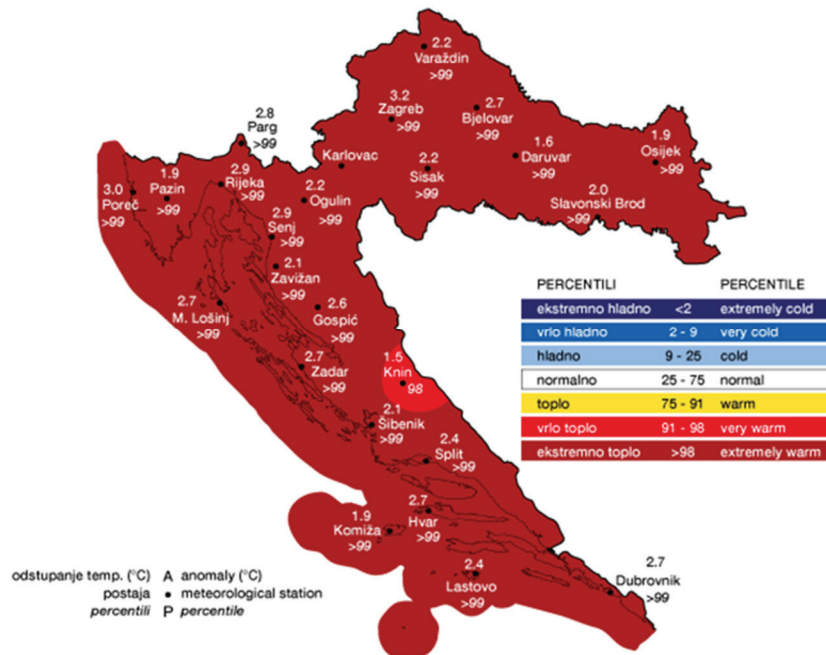 2.2
Varaždin
>99
3.2
Zagreb
>99
2.7
Bjelovar
>99
2.8
Parg
>99
Karlovac
2.2
Sisak
>99
1.6
Daruvar
>99
1.9
Osijek
>99
3.0
Poreč
>99
1.9
Pazin
>99
2.9
Rijeka
>99
2.2
Ogulin
>99
2.0
Slavonski Brod
>99
2.9
Senj
>99
2.1
Zavižan
>99
2.7
M. Lošinj
>99
2.6
Gospić
>99
2.7
Zadar
>99
1.5
Knin
98
2.1
Šibenik
>99
2.4
Split
>99
2.7
Hvar
>99
1.9
Komiža
>99
2.4
Lastovo
>99
2.7
Dubrovnik
>99
PERCENTILI PERCENTILE
ekstremno hladno <2 extremely cold
vrlo hladno 2 - 9 very cold
hladno 9 - 25 cold
normalno 25 - 75 normal
toplo 75 - 91 warm
vrlo toplo 91 - 98 very warm
ekstremno toplo >98 extremely warm
odstupanje temp. (°C) A anomaly (°C)
postaja • meteorological station
percentili P percentile